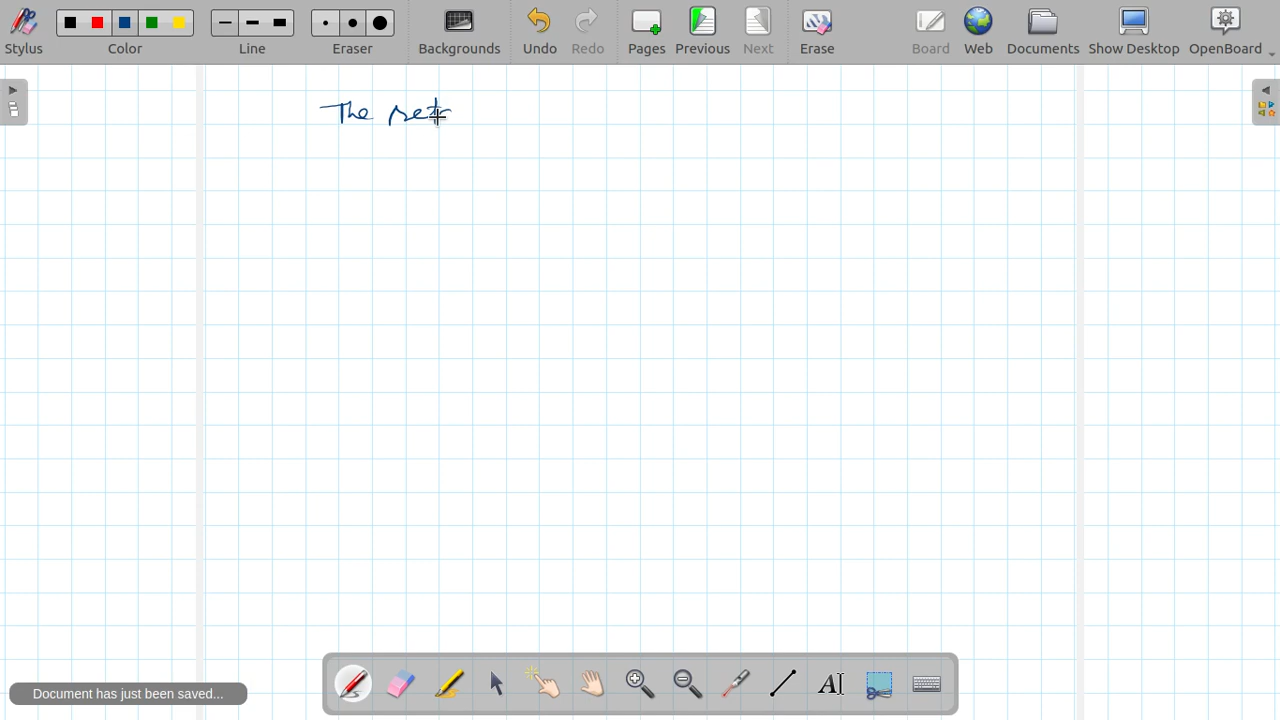 Stylus Color Line Eraser Backgrounds Undo Redo Pages Previous Next Erase Board Web Documents Show Desktop OpenBoard
The set
Document has just been saved...